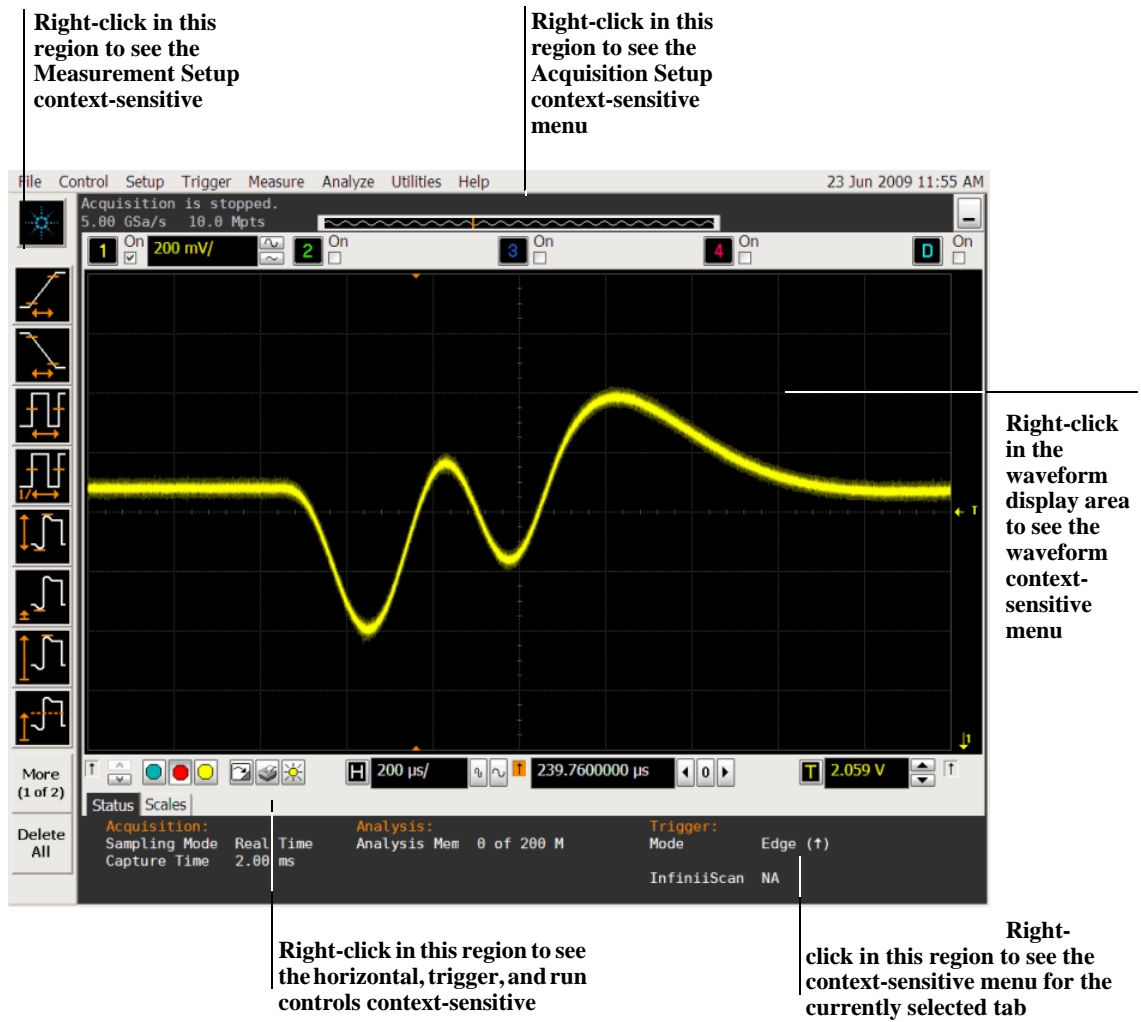 Right-click in this
region to see the
Measurement Setup
context-sensitive
Right-click in this
region to see the
Acquisition Setup
context-sensitive
menu
File Control Setup Trigger Measure Analyze Utilities Help 23 Jun 2009 11:55 AM
Acquisition is stopped.
5.00 GSa/s 10.0 Mpts
1 On 200 mV/ 2 On 3 On 4 On D On
1/
T
Right-click
in the
waveform
display area
to see the
waveform
context-
sensitive
menu
1
More
(1 of 2)
Delete
All
H 200 µs/ 239.7600000 µs 0 T 2.059 V
Status Scales
Acquisition: Analysis: Trigger:
Sampling Mode Real Time Analysis Mem 0 of 200 M Mode Edge (↑)
Capture Time 2.00 ms
InfiniiScan NA
Right-click in this region to see
the horizontal, trigger, and run
controls context-sensitive
Right-
click in this region to see the
context-sensitive menu for the
currently selected tab